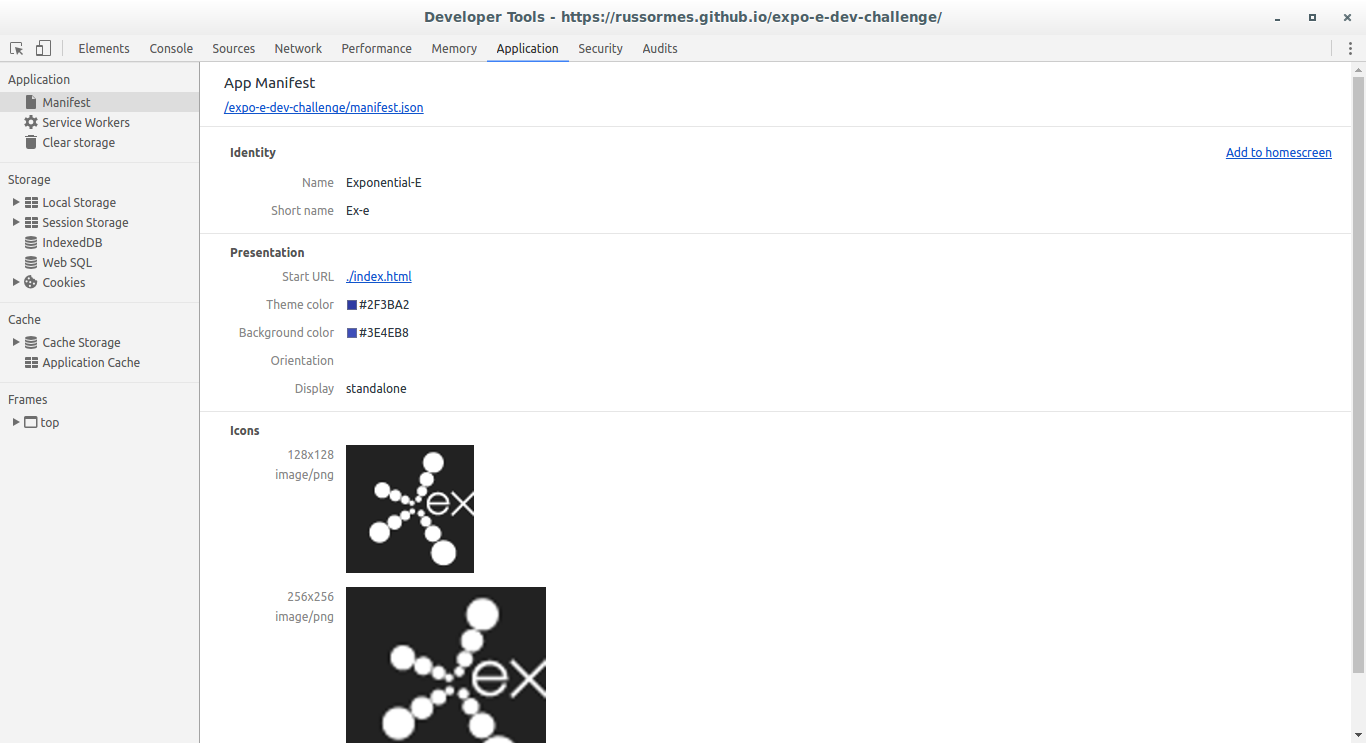 Developer Tools - https://russormes.github.io/expo-e-dev-challenge/
Elements Console Sources Network Performance Memory Application Security Audits
Application
Manifest
Service Workers
Clear storage
Storage
Local Storage
Session Storage
IndexedDB
Web SQL
Cookies
Cache
Cache Storage
Application Cache
Frames
top
App Manifest
/expo-e-dev-challenge/manifest.json
Identity
Add to homescreen
Name Exponential-E
Short name Ex-e
Presentation
Start URL ./index.html
Theme color #2F3BA2
Background color #3E4EB8
Orientation
Display standalone
Icons
128x128
image/png
ex
256x256
image/png
ex